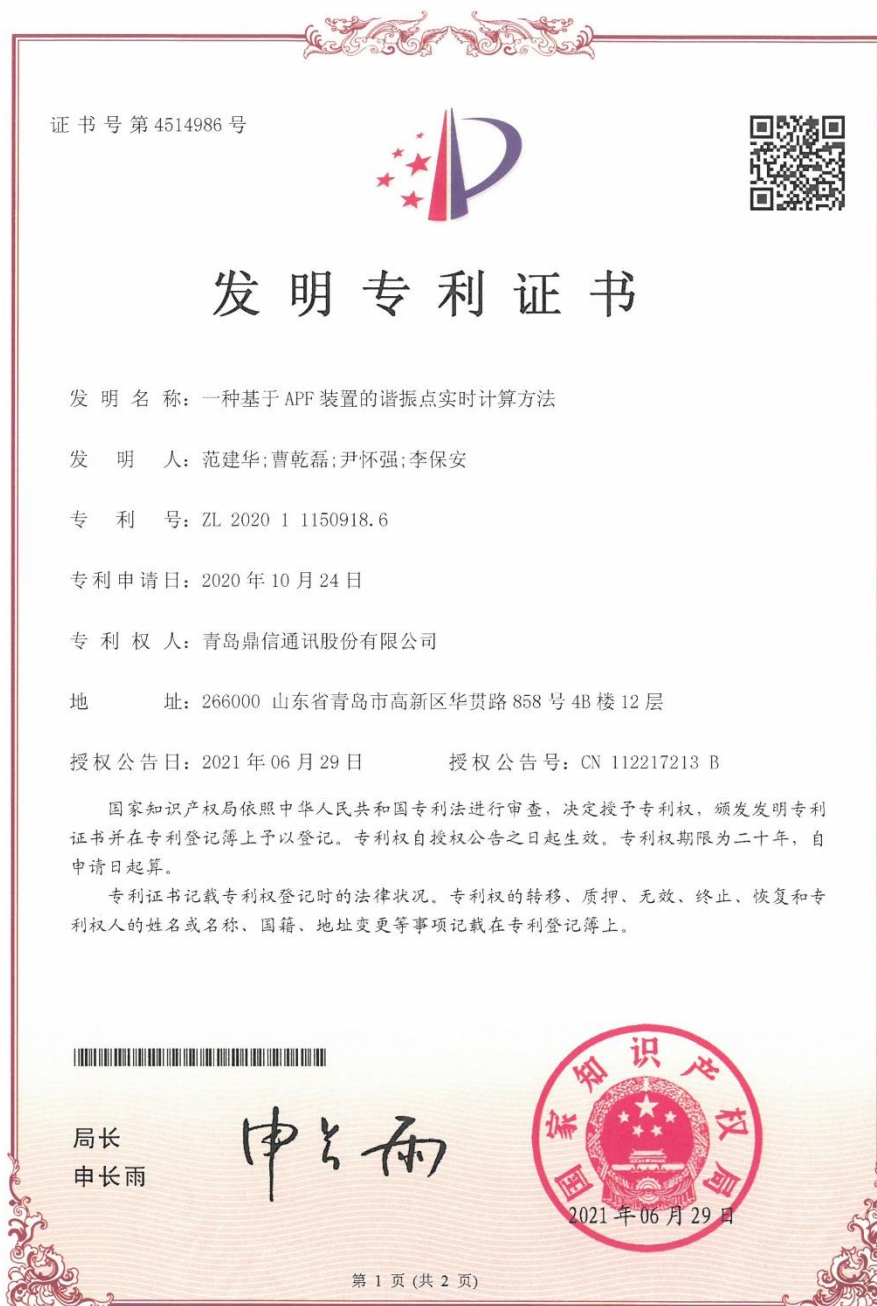 证书号第4514986号
发明专利证书
发明名称：一种基于APF装置的谐振点实时计算方法
发明人：范建华;曹乾磊;尹怀强;李保安
专利号：ZL 2020 1 1150918.6
专利申请日：2020年10月24日
专利权人：青岛鼎信通讯股份有限公司
地址：266000 山东省青岛市高新区华贯路858号4B楼12层
授权公告日：2021年06月29日 授权公告号：CN 112217213 B
国家知识产权局依照中华人民共和国专利法进行审查，决定授予专利权，颁发发明专利
证书并在专利登记簿上予以登记。专利权自授权公告之日起生效。专利权期限为二十年，自
申请日起算。
专利证书记载专利权登记时的法律状况。专利权的转移、质押、无效、终止、恢复和专
利权人的姓名或名称、国籍、地址变更等事项记载在专利登记簿上。
局长
申长雨
申长雨
国家知识产权局
2021年06月29日
第1页(共2页)